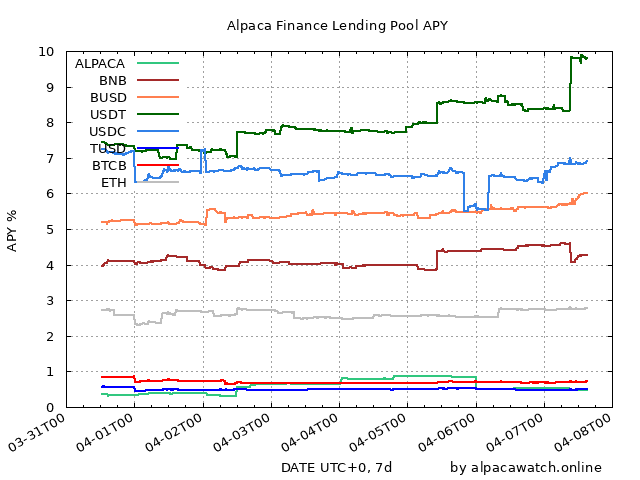 Alpaca Finance Lending Pool APY
10
9
8
7
6
5
4
3
2
1
0
APY %
ALPACA
BNB
BUSD
USDT
USDC
TUSD
BTCB
ETH
03-31T00
04-01T00
04-02T00
04-03T00
04-04T00
04-05T00
04-06T00
04-07T00
04-08T00
DATE UTC+0, 7d
by alpacawatch.online